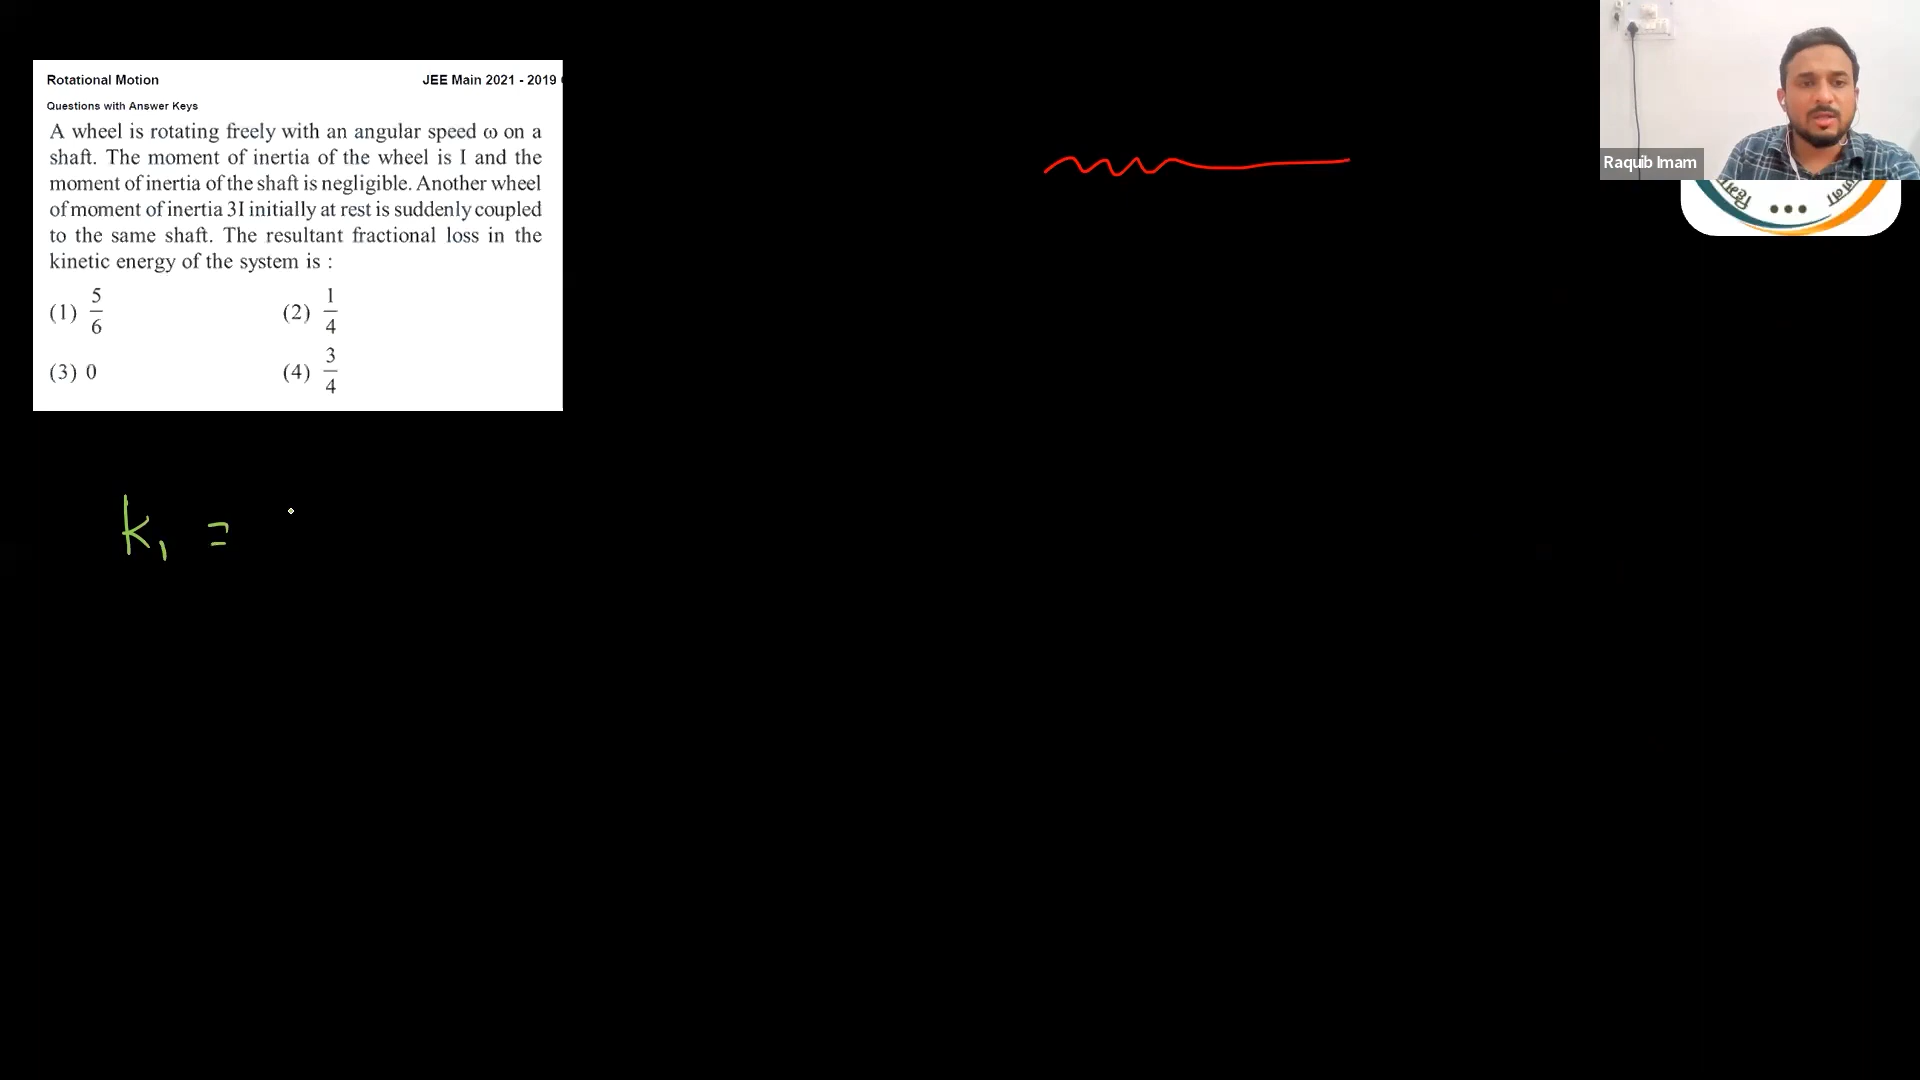 Rotational Motion JEE Main 2021 - 2019
Questions with Answer Keys
A wheel is rotating freely with an angular speed ω on a
shaft. The moment of inertia of the wheel is I and the
moment of inertia of the shaft is negligible. Another wheel
of moment of inertia 3I initially at rest is suddenly coupled
to the same shaft. The resultant fractional loss in the
kinetic energy of the system is :
(1) 5/6 (2) 1/4
(3) 0 (4) 3/4
K₁ =
Raquib Imam